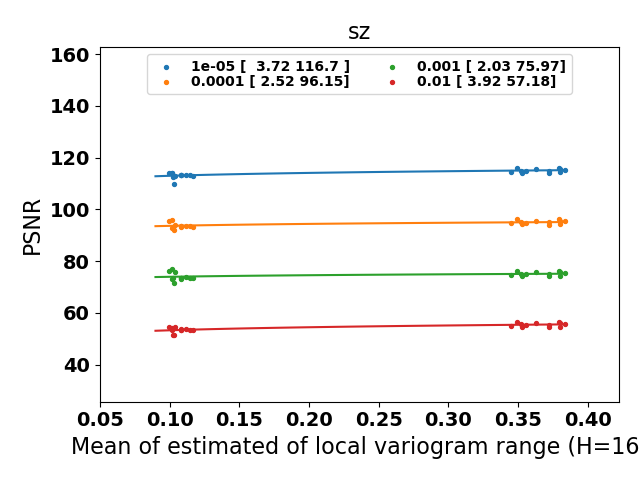 sz
160
1e-05 [  3.72 116.7 ]
0.001 [ 2.03 75.97]
0.0001 [ 2.52 96.15]
0.01 [ 3.92 57.18]
140
120
100
80
60
40
PSNR
0.05 0.10 0.15 0.20 0.25 0.30 0.35 0.40
Mean of estimated of local variogram range (H=16